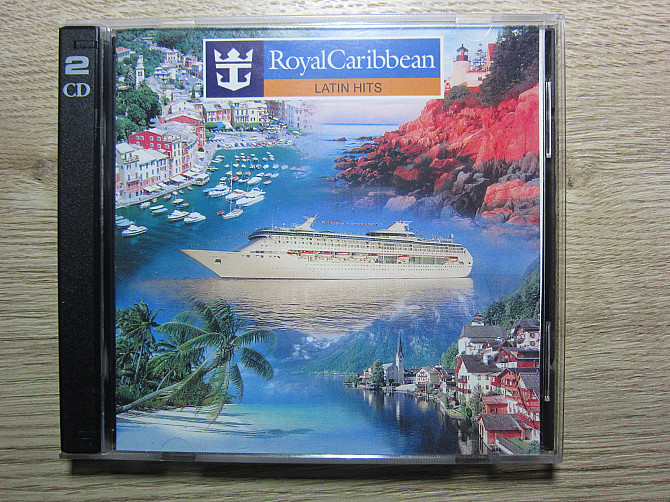 2
CD
RoyalCaribbean
LATIN HITS